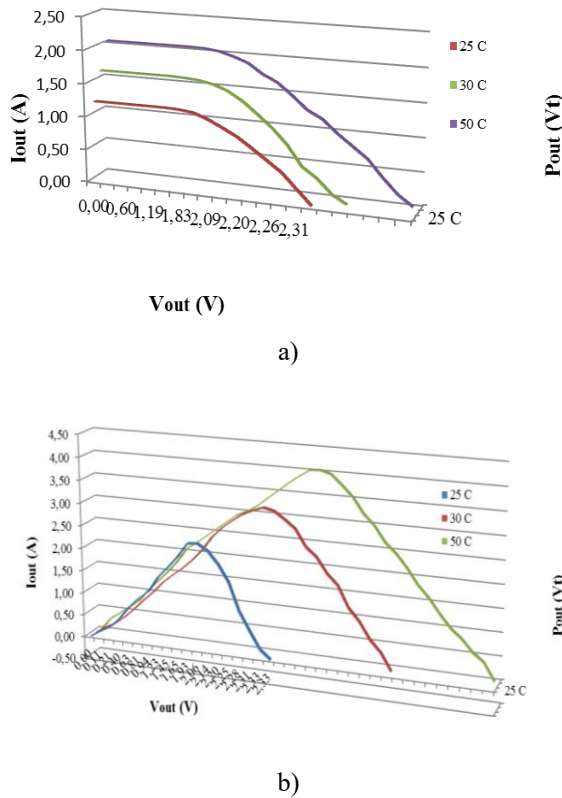 2,50
2,00
1,50
1,00
0,50
0,00
Iout (A)
0,00 0,60 1,19 1,83 2,09 2,20 2,26 2,31
25 C
Vout (V)
25 C
30 C
50 C
Pout (Vt)
a)
4,50
4,00
3,50
3,00
2,50
2,00
1,50
1,00
0,50
0,00
-0,50
Iout (A)
25 C
Vout (V)
25 C
30 C
50 C
Pout (Vt)
b)